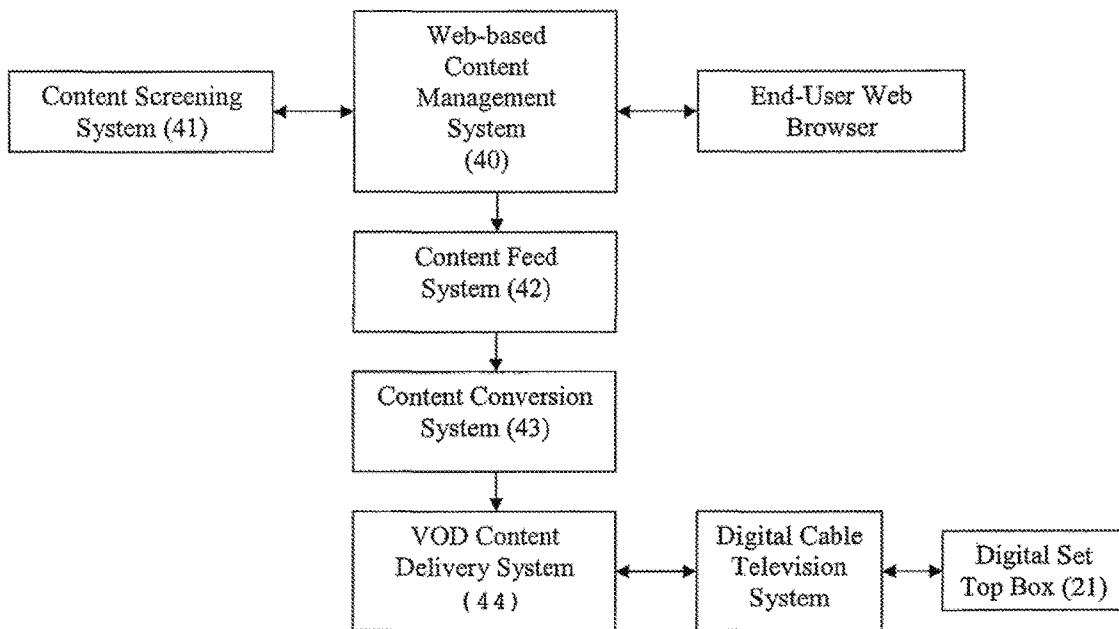 Web-based
Content
Management
System
(40)
Content Screening
System (41)
End-User Web
Browser
Content Feed
System (42)
Content Conversion
System (43)
VOD Content
Delivery System
(44)
Digital Cable
Television
System
Digital Set
Top Box (21)